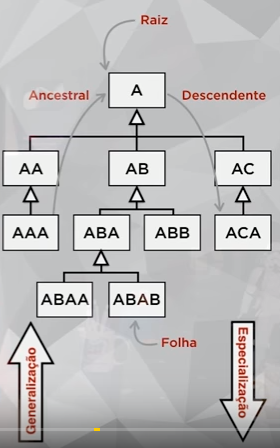 Raiz
A
Ancestral
Descendente
AA
AB
AC
AAA
ABA
ABB
ACA
ABAA
ABAB
Folha
Generalização
Especialização